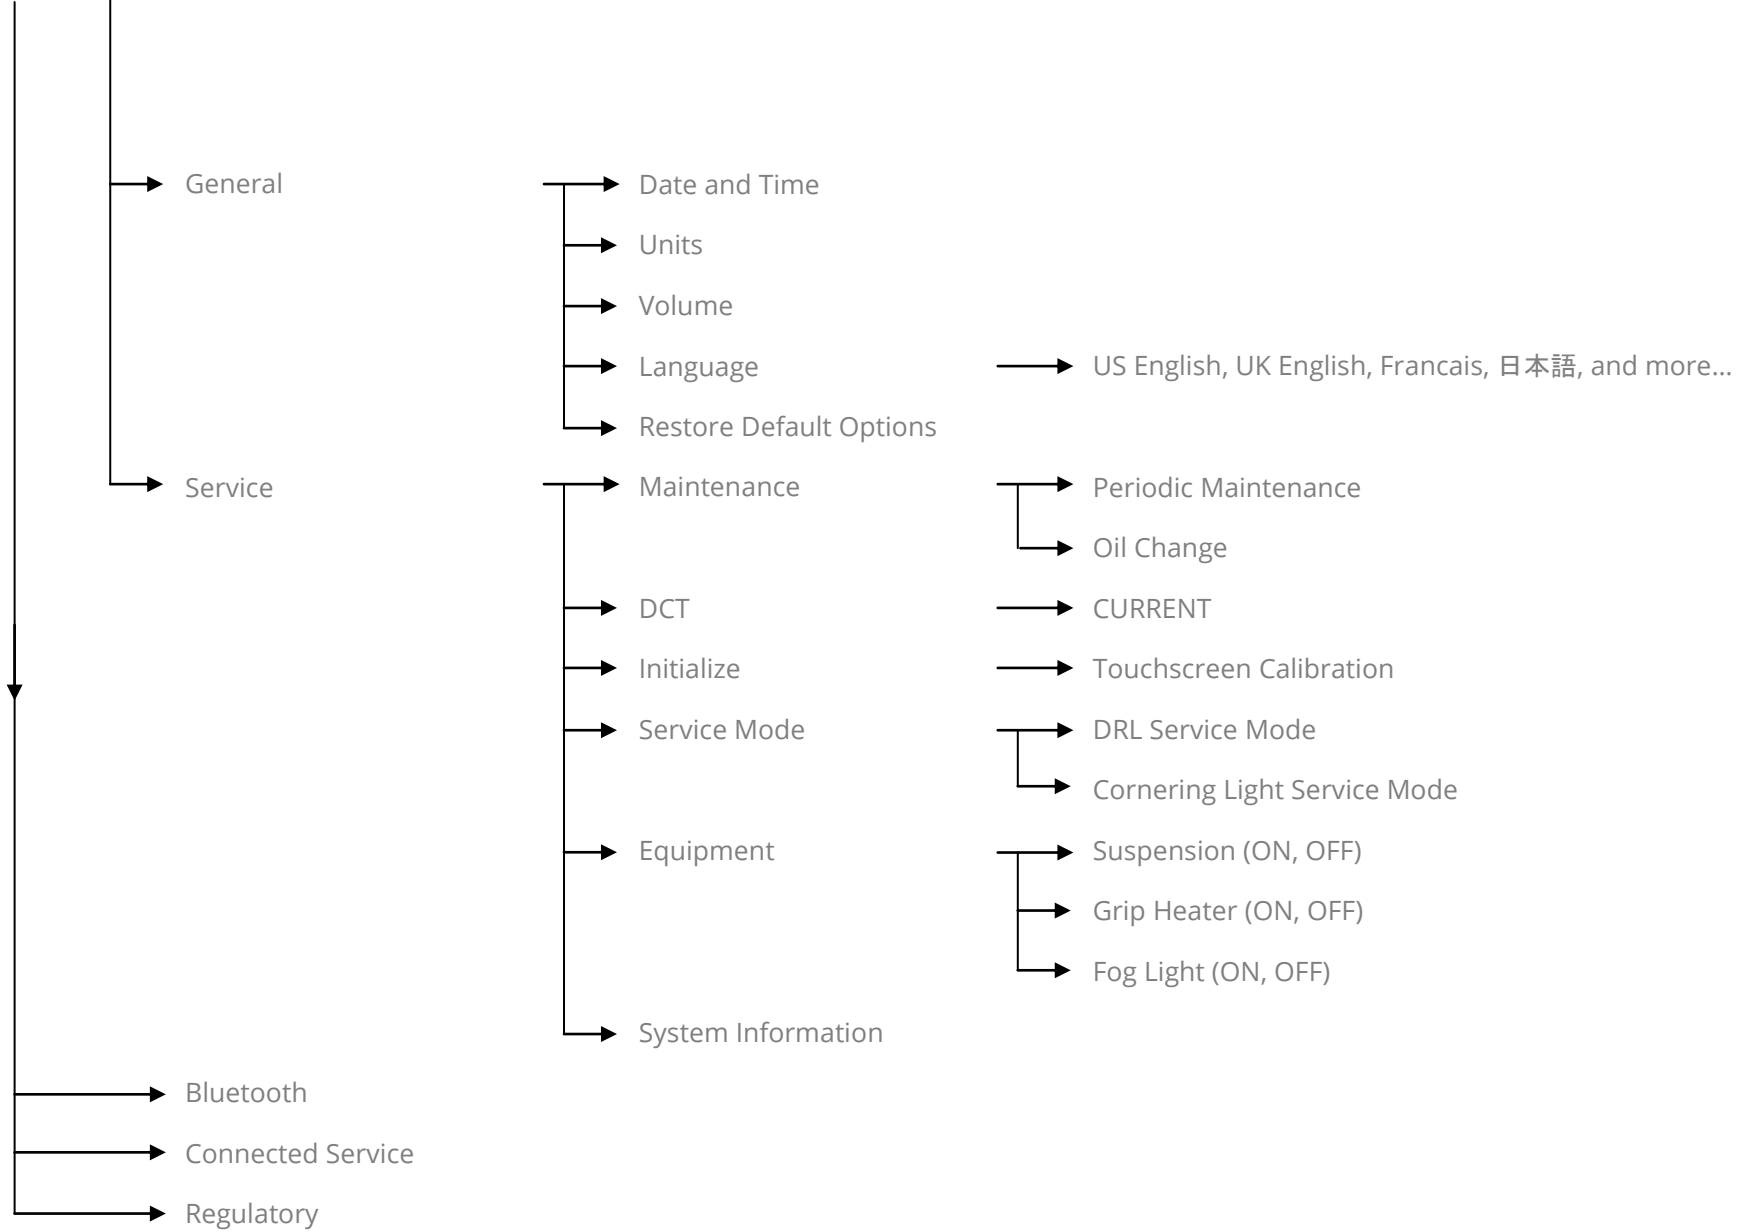 General
Date and Time
Units
Volume
Language
US English, UK English, Francais, 日本語, and more...
Restore Default Options
Service
Maintenance
Periodic Maintenance
Oil Change
DCT
CURRENT
Initialize
Touchscreen Calibration
Service Mode
DRL Service Mode
Cornering Light Service Mode
Equipment
Suspension (ON, OFF)
Grip Heater (ON, OFF)
Fog Light (ON, OFF)
System Information
Bluetooth
Connected Service
Regulatory